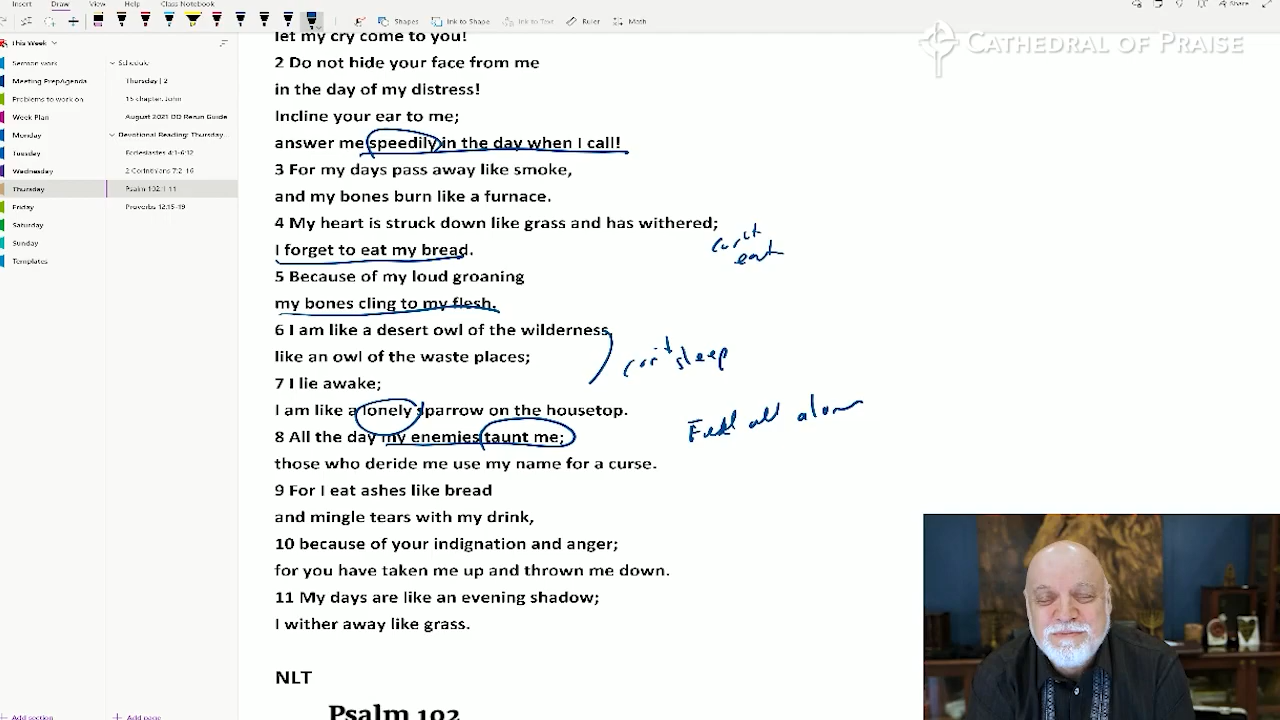 Insert Draw View Help Class Notebook
Share
Shapes Ink to Shape Ink to Text Ruler Math
This Week
Sermon work
Meeting Prep Agenda
Problems to work on
Week Plan
Monday
Tuesday
Wednesday
Thursday
Friday
Saturday
Sunday
Templates
Add section
Schedule
Thursday | 2
15 chapter. John
August 2021 DD Rerun Guide
Devotional Reading: Thursday...
Ecclesiastes 4:1-6:12
2 Corinthians 7:2-16
Psalm 102:1-11
Proverbs 12:15-19
Add page
CATHEDRAL OF PRAISE
let my cry come to you!
2 Do not hide your face from me
in the day of my distress!
Incline your ear to me;
answer me speedily in the day when I call!
3 For my days pass away like smoke,
and my bones burn like a furnace.
4 My heart is struck down like grass and has withered;
I forget to eat my bread.
can't
eat
5 Because of my loud groaning
my bones cling to my flesh.
6 I am like a desert owl of the wilderness,
like an owl of the waste places;
can't sleep
7 I lie awake;
I am like a lonely sparrow on the housetop.
Feel all alone
8 All the day my enemies taunt me;
those who deride me use my name for a curse.
9 For I eat ashes like bread
and mingle tears with my drink,
10 because of your indignation and anger;
for you have taken me up and thrown me down.
11 My days are like an evening shadow;
I wither away like grass.
NLT
Psalm 102